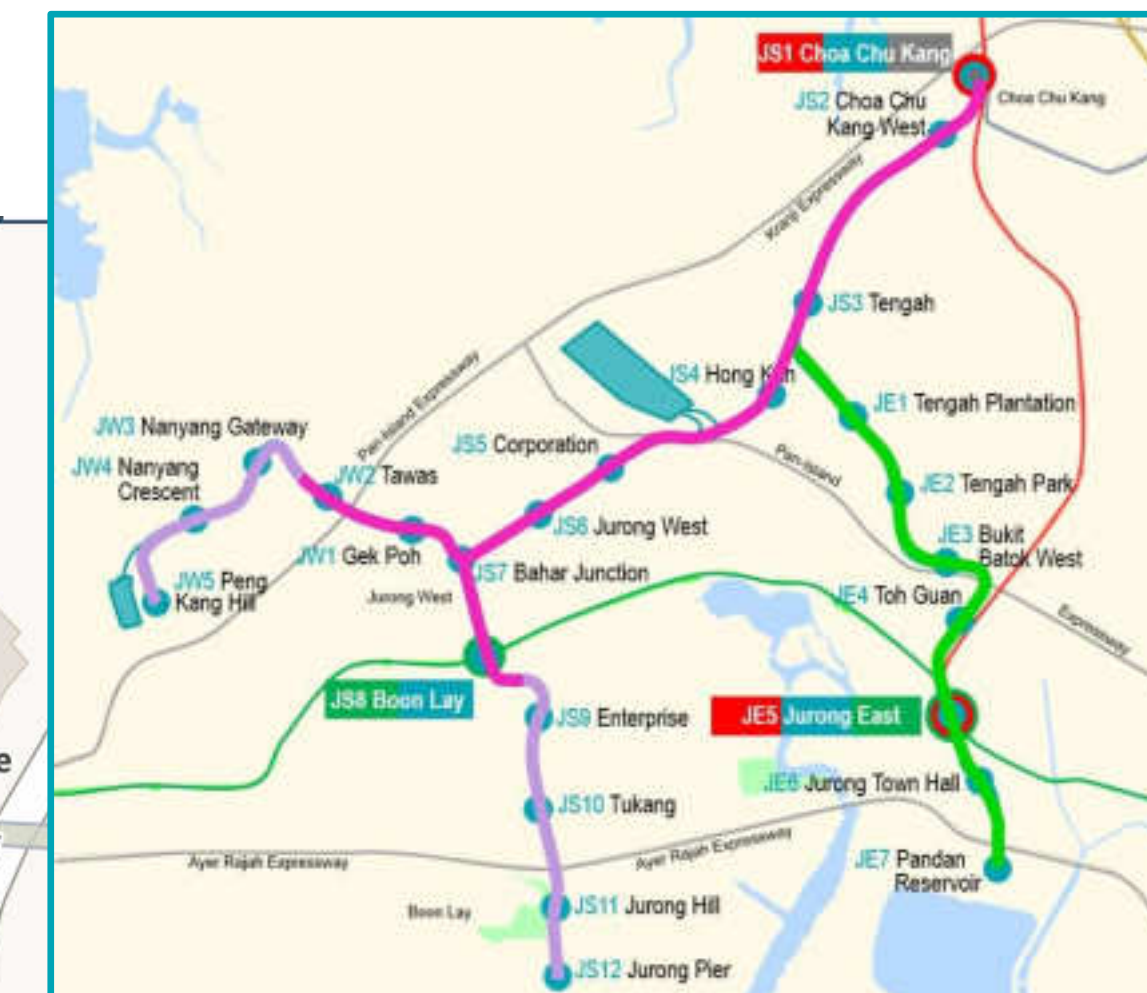 JS1 Choa Chu Kang
Choa Chu Kang
JS2 Choa Chu
Kang West
Kranji Expressway
JS3 Tengah
JS4 Hong Kah
JE1 Tengah Plantation
Pan-Island Expressway
JW3 Nanyang Gateway
JS5 Corporation
Pan-Island
JW4 Nanyang
Crescent
JW2 Tawas
JE2 Tengah Park
JS6 Jurong West
JE3 Bukit
Batok West
JW1 Gek Poh
JS7 Bahar Junction
JW5 Peng
Kang Hill
Jurong West
JE4 Toh Guan
Expressway
JS8 Boon Lay
JS9 Enterprise
JE5 Jurong East
e
JE6 Jurong Town Hall
JS10 Tukang
Ayer Rajah Expressway
Ayer Rajah Expressway
JE7 Pandan
Reservoir
Boon Lay
JS11 Jurong Hill
JS12 Jurong Pier